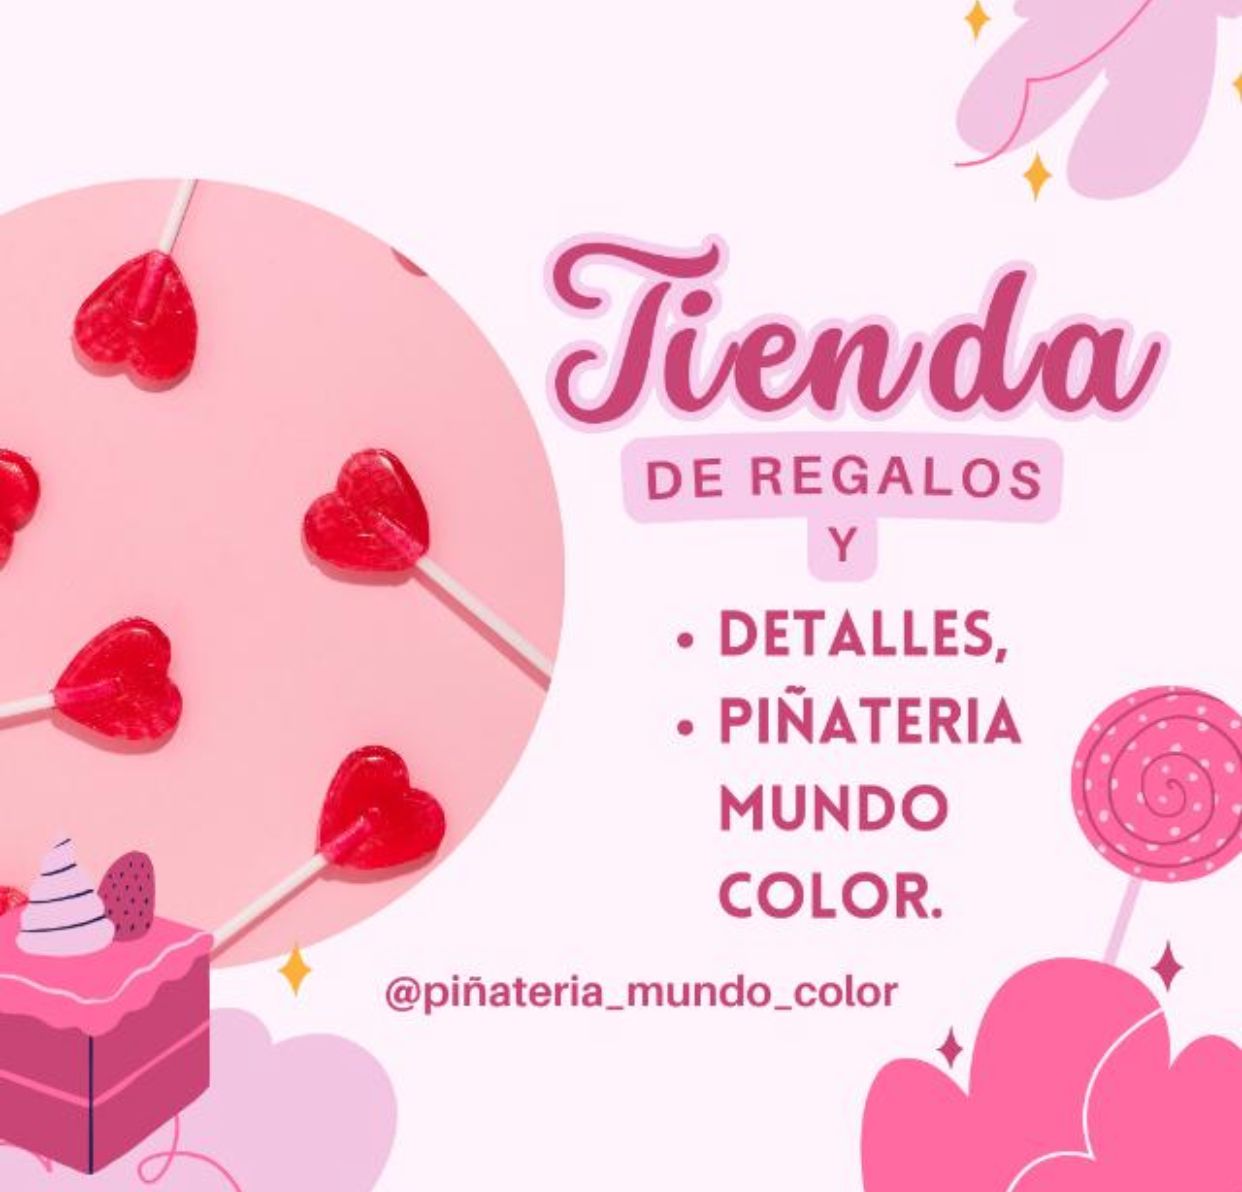 Tienda
DE REGALOS
Y
• DETALLES,
• PIÑATERIA
MUNDO
COLOR.
@piñateria_mundo_color